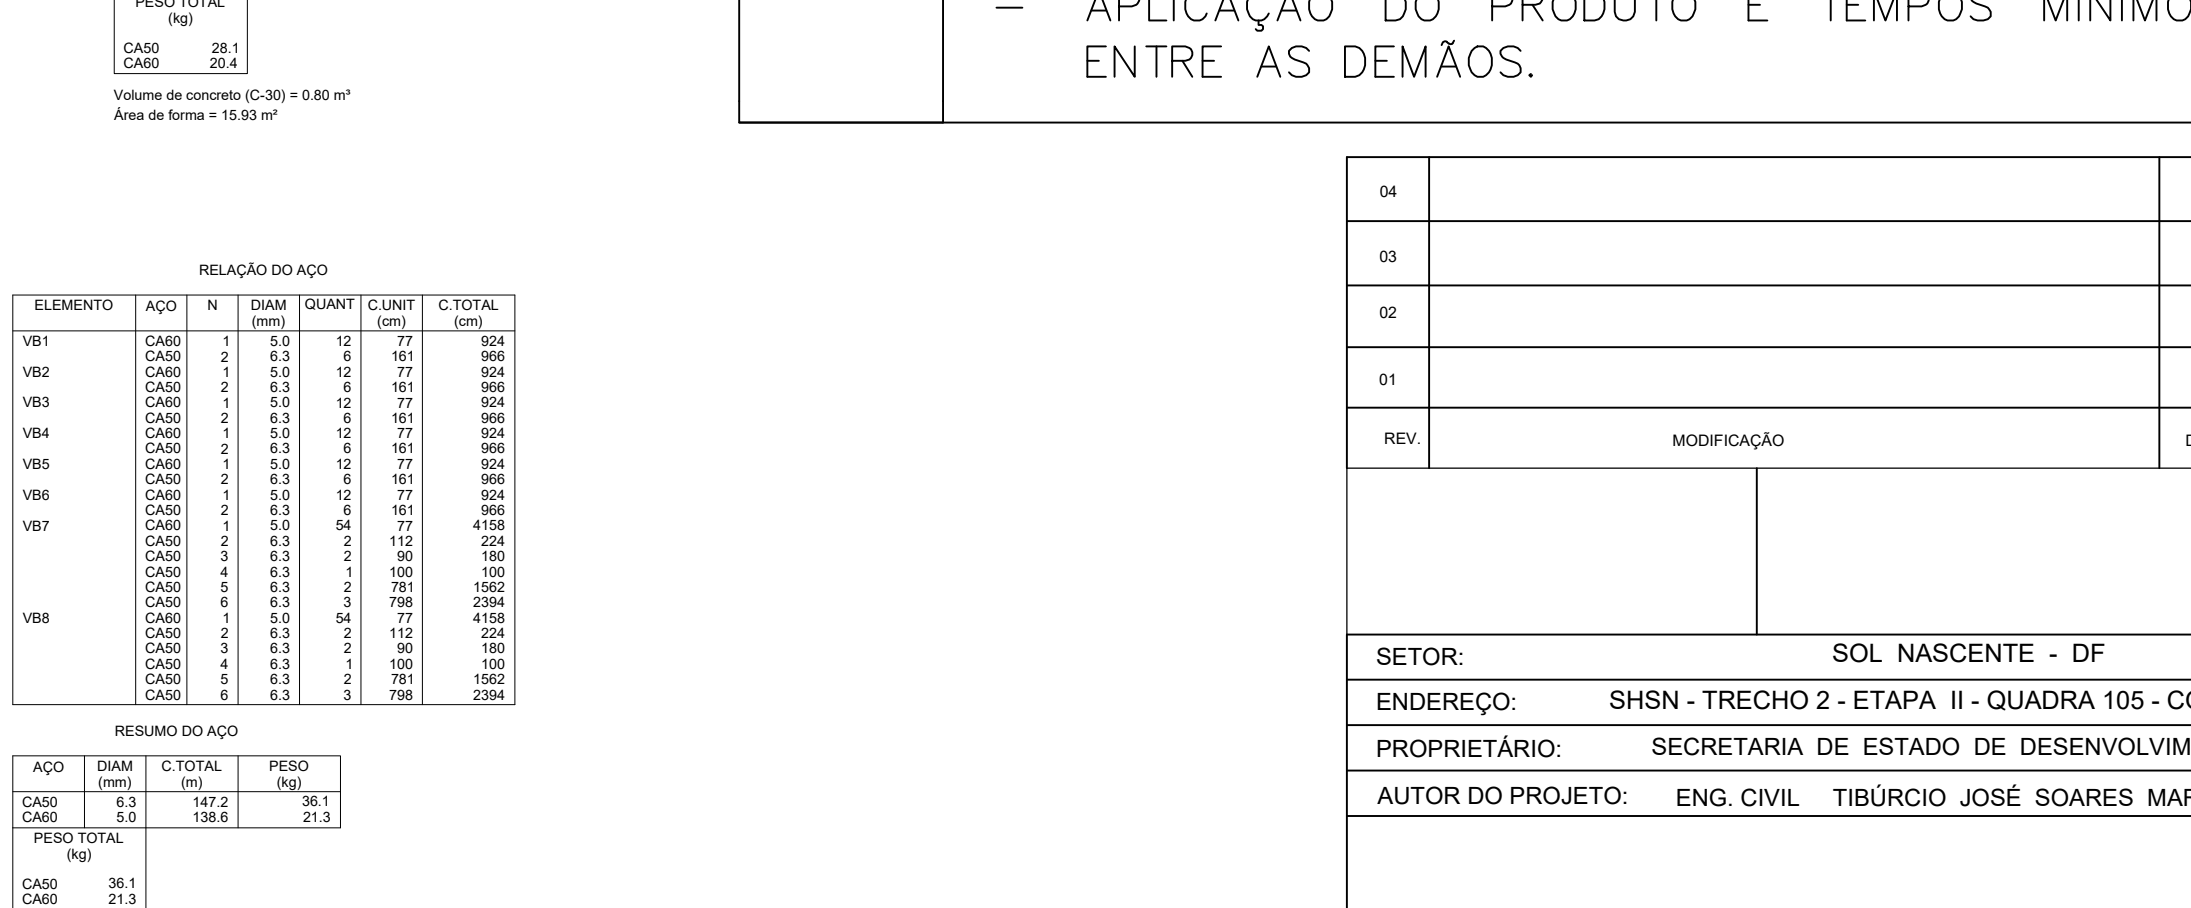 PESO TOTAL
(kg)
CA50 28.1
CA60 20.4
Volume de concreto (C-30) = 0.80 m³
Área de forma = 15.93 m²
— APLICAÇÃO DO PRODUTO E TEMPOS MÍNIMO
ENTRE AS DEMÃOS.
RELAÇÃO DO AÇO
ELEMENTO AÇO N DIAM QUANT C.UNIT C.TOTAL
(mm) (cm) (cm)
VB1 CA60 1 5.0 12 77 924
CA50 2 6.3 6 161 966
VB2 CA60 1 5.0 12 77 924
CA50 2 6.3 6 161 966
VB3 CA60 1 5.0 12 77 924
CA50 2 6.3 6 161 966
VB4 CA60 1 5.0 12 77 924
CA50 2 6.3 6 161 966
VB5 CA60 1 5.0 12 77 924
CA50 2 6.3 6 161 966
VB6 CA60 1 5.0 12 77 924
CA50 2 6.3 6 161 966
VB7 CA60 1 5.0 54 77 4158
CA50 2 6.3 2 112 224
CA50 3 6.3 2 90 180
CA50 4 6.3 1 100 100
CA50 5 6.3 2 781 1562
CA50 6 6.3 3 798 2394
VB8 CA60 1 5.0 54 77 4158
CA50 2 6.3 2 112 224
CA50 3 6.3 2 90 180
CA50 4 6.3 1 100 100
CA50 5 6.3 2 781 1562
CA50 6 6.3 3 798 2394
RESUMO DO AÇO
AÇO DIAM C.TOTAL PESO
(mm) (m) (kg)
CA50 6.3 147.2 36.1
CA60 5.0 138.6 21.3
PESO TOTAL
(kg)
CA50 36.1
CA60 21.3
04
03
02
01
REV. MODIFICAÇÃO
SETOR: SOL NASCENTE - DF
ENDEREÇO: SHSN - TRECHO 2 - ETAPA II - QUADRA 105 - CO
PROPRIETÁRIO: SECRETARIA DE ESTADO DE DESENVOLVIM
AUTOR DO PROJETO: ENG. CIVIL TIBÚRCIO JOSÉ SOARES MAR